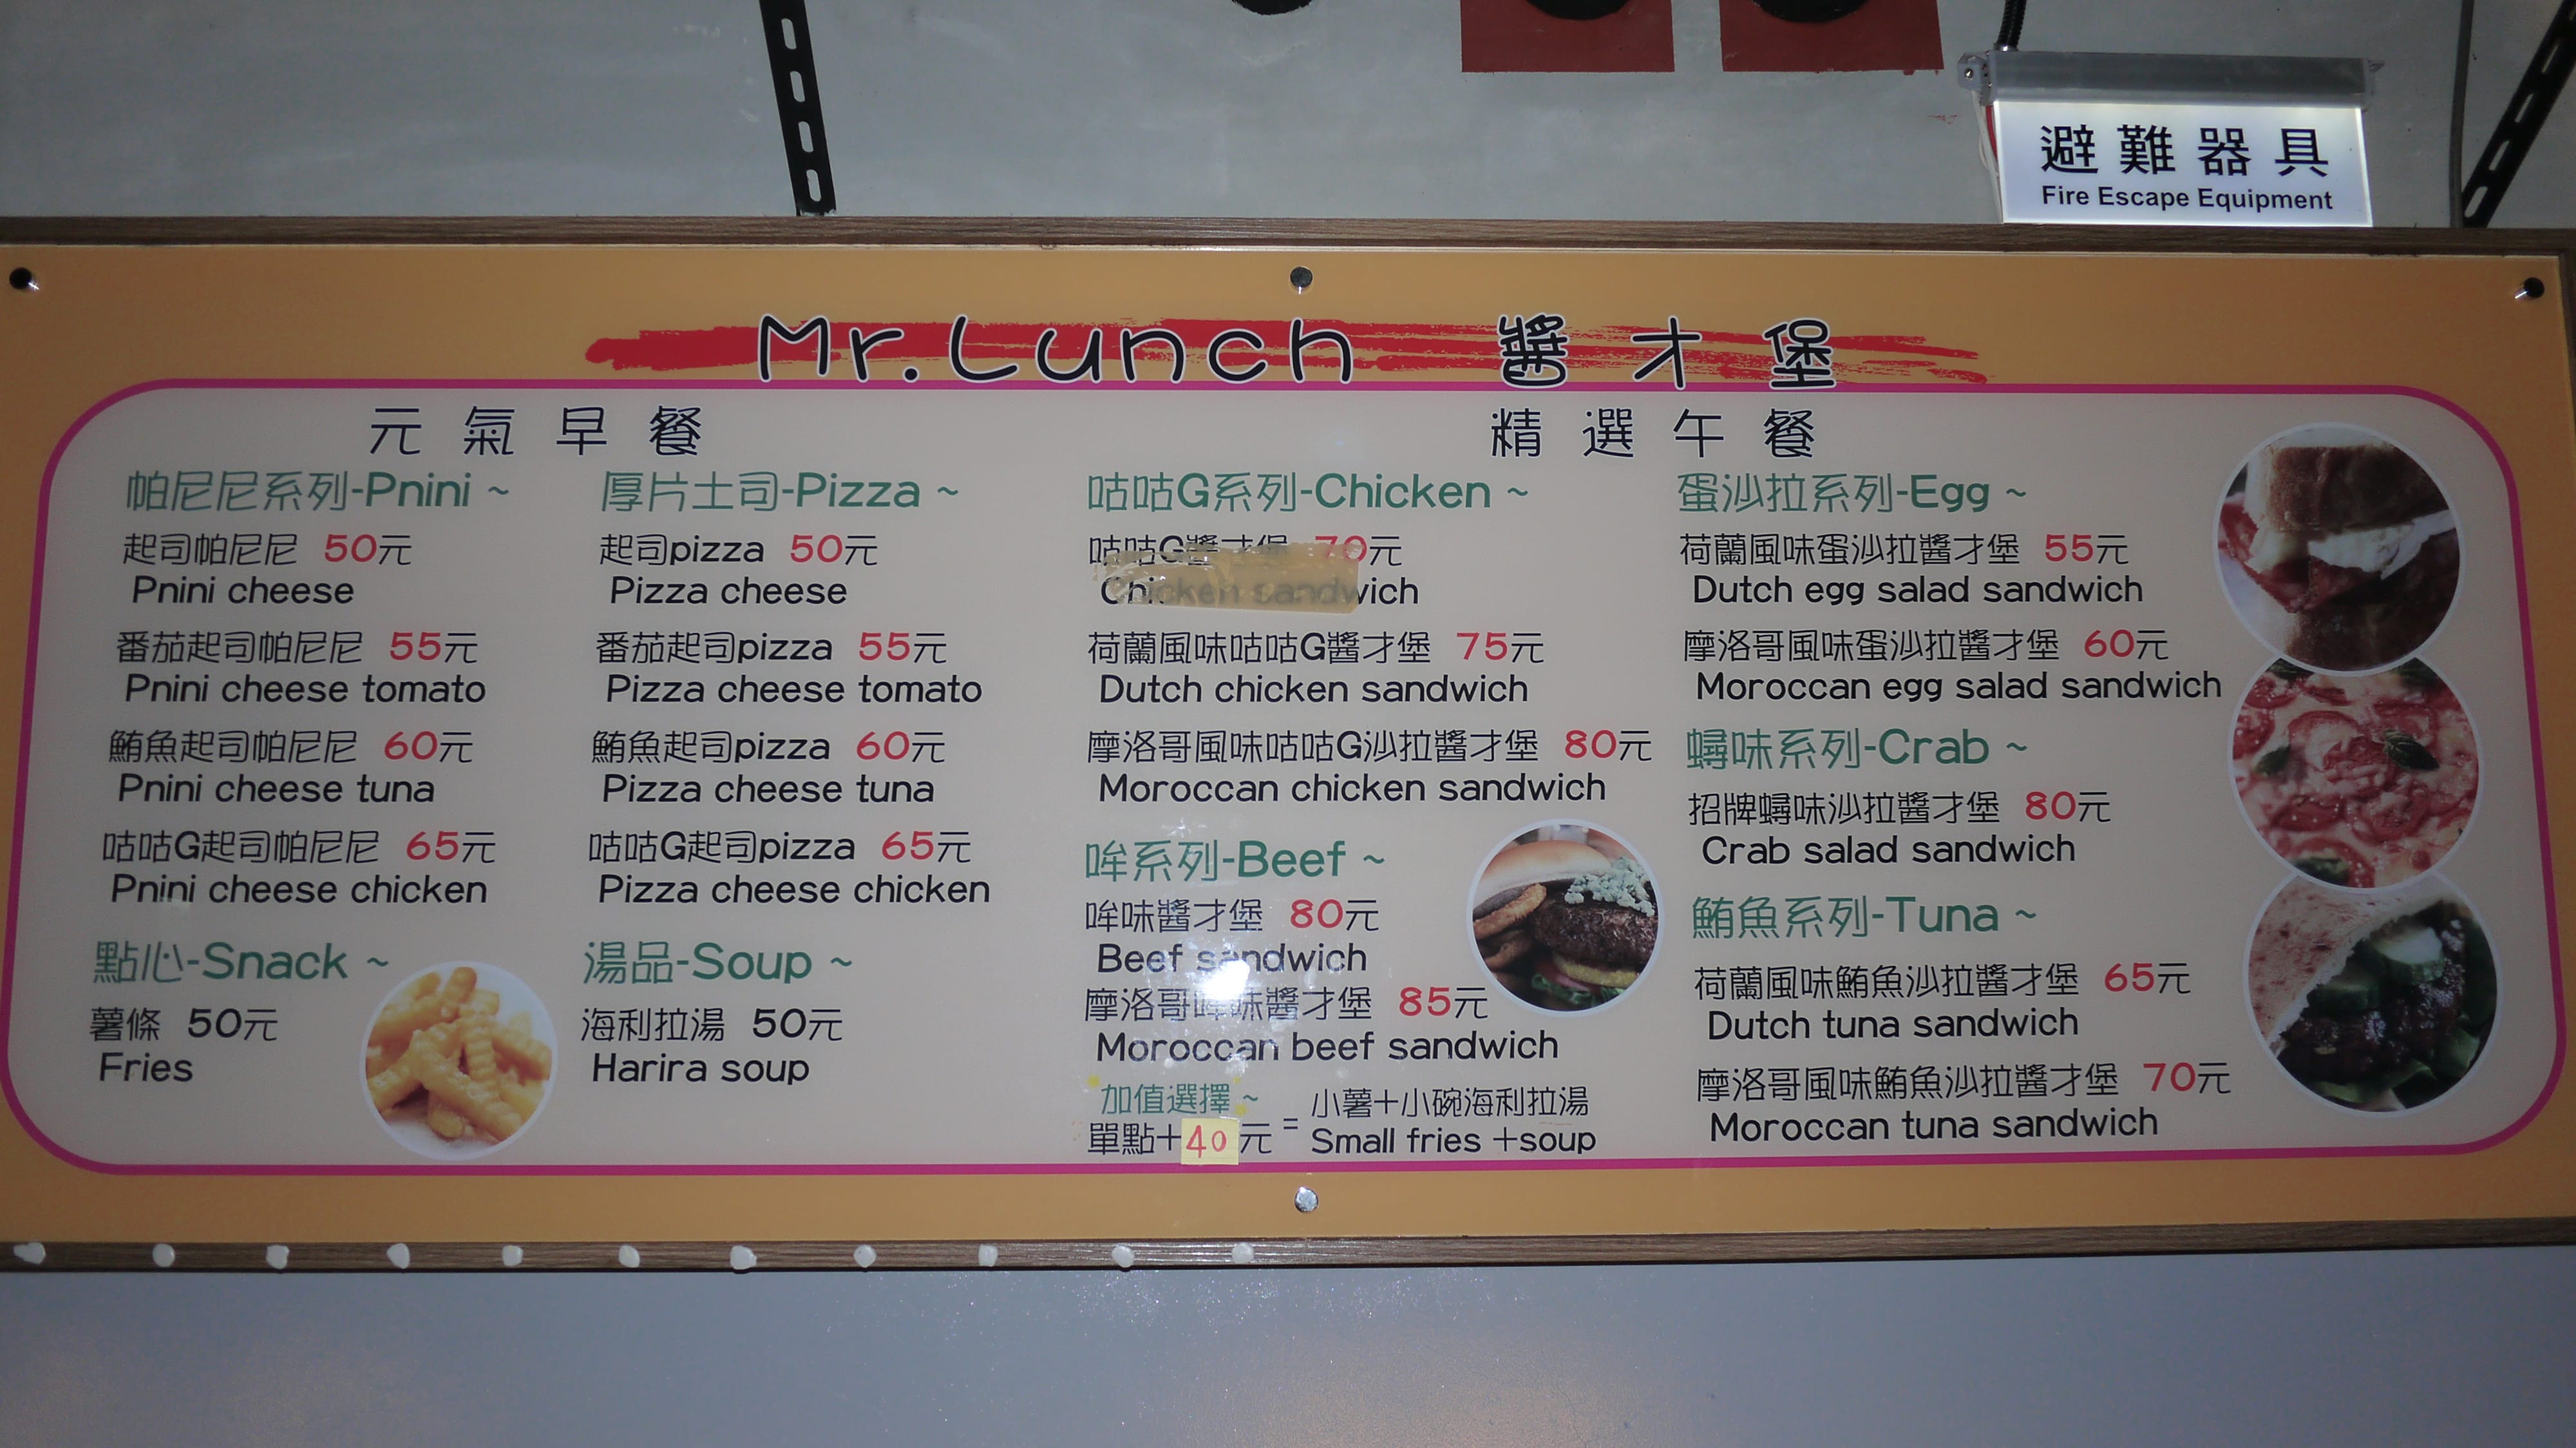 避難器具
Fire Escape Equipment
Mr.Lunch 醬才堡
元氣早餐
帕尼尼系列-Pnini ~
起司帕尼尼 50元
Pnini cheese
番茄起司帕尼尼 55元
Pnini cheese tomato
鮪魚起司帕尼尼 60元
Pnini cheese tuna
咕咕G起司帕尼尼 65元
Pnini cheese chicken
點心-Snack ~
薯條 50元
Fries
厚片土司-Pizza ~
起司pizza 50元
Pizza cheese
番茄起司pizza 55元
Pizza cheese tomato
鮪魚起司pizza 60元
Pizza cheese tuna
咕咕G起司pizza 65元
Pizza cheese chicken
湯品-Soup ~
海利拉湯 50元
Harira soup
精選午餐
咕咕G系列-Chicken ~
咕咕G醬才堡 70元
Chicken sandwich
荷蘭風味咕咕G醬才堡 75元
Dutch chicken sandwich
摩洛哥風味咕咕G沙拉醬才堡 80元
Moroccan chicken sandwich
哞系列-Beef ~
哞味醬才堡 80元
Beef sandwich
摩洛哥哞味醬才堡 85元
Moroccan beef sandwich
加值選擇 ~
單點+40元 = 小薯+小碗海利拉湯
Small fries +soup
蛋沙拉系列-Egg ~
荷蘭風味蛋沙拉醬才堡 55元
Dutch egg salad sandwich
摩洛哥風味蛋沙拉醬才堡 60元
Moroccan egg salad sandwich
蟳味系列-Crab ~
招牌蟳味沙拉醬才堡 80元
Crab salad sandwich
鮪魚系列-Tuna ~
荷蘭風味鮪魚沙拉醬才堡 65元
Dutch tuna sandwich
摩洛哥風味鮪魚沙拉醬才堡 70元
Moroccan tuna sandwich